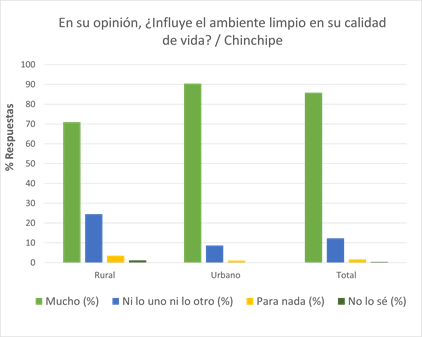 En su opinión, ¿Influye el ambiente limpio en su calidad
de vida? / Chinchipe
% Respuestas
100
90
80
70
60
50
40
30
20
10
0
Rural Urbano Total
Mucho (%) Ni lo uno ni lo otro (%) Para nada (%) No lo sé (%)